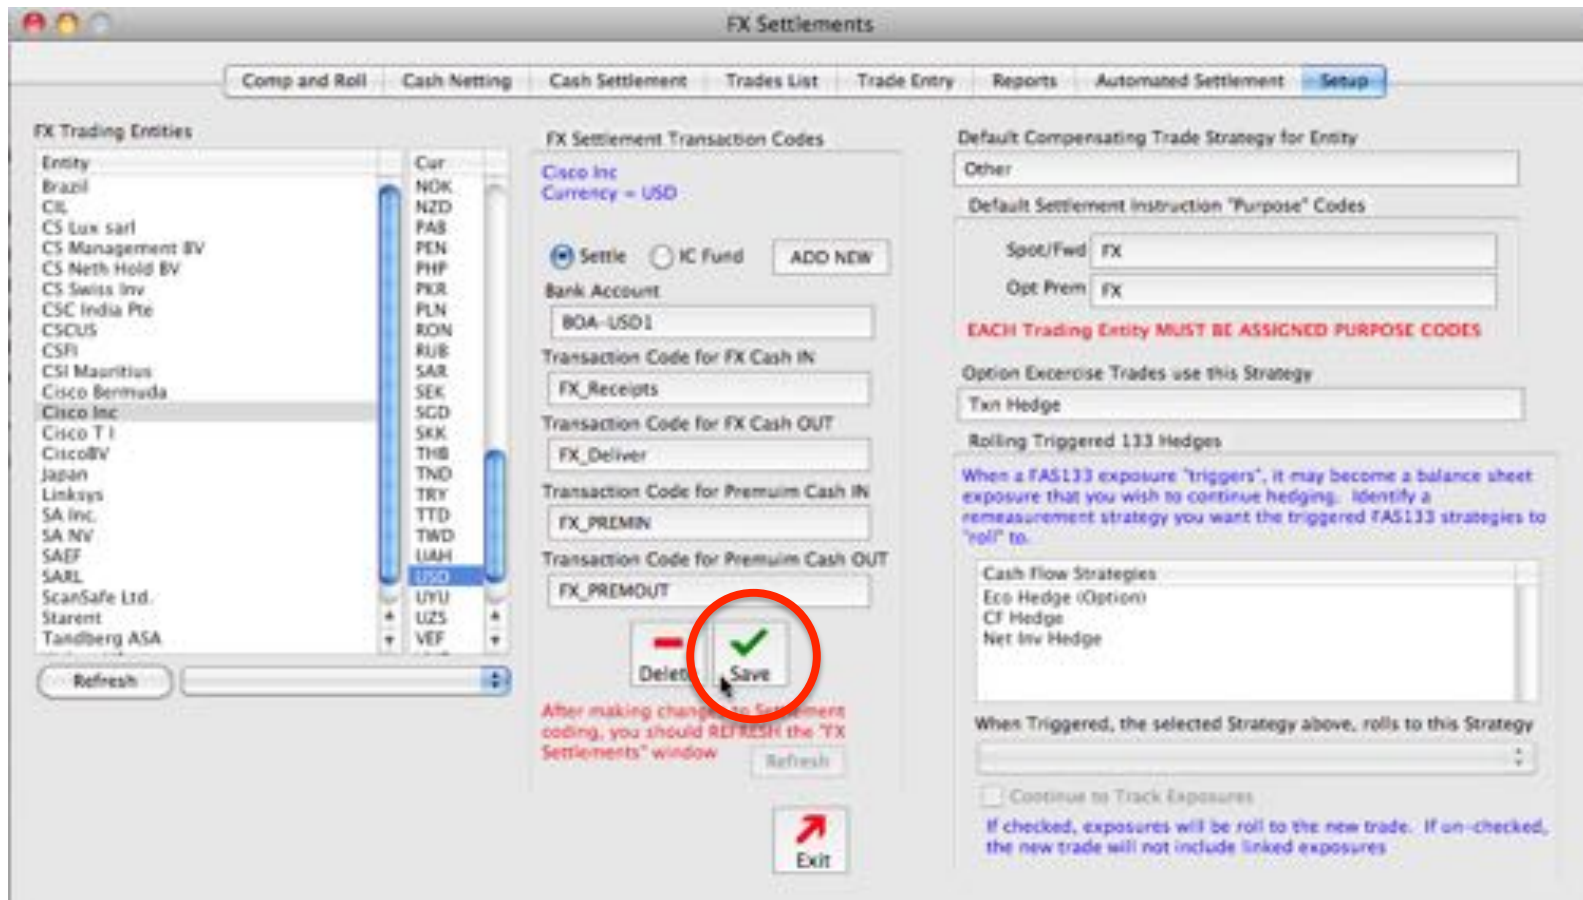 FX Settlements
Comp and Roll
Cash Netting
Cash Settlement
Trades List
Trade Entry
Reports
Automated Settlement
Setup
FX Trading Entities
Entity
Brazil
CIL
CS Lux sarl
CS Management BV
CS Neth Hold BV
CS Swiss Inv
CSC India Pte
CSCUS
CSFI
CSI Mauritius
Cisco Bermuda
Cisco Inc
Cisco T I
CiscoBV
Japan
Linksys
SA Inc.
SA NV
SAEF
SARL
ScanSafe Ltd.
Starent
Tandberg ASA
Cur
NOK
NZD
PAB
PEN
PHP
PKR
PLN
RON
RUB
SAR
SEK
SGD
SKK
THB
TND
TRY
TTD
TWD
UAH
USD
UYU
UZS
VEF
Refresh
FX Settlement Transaction Codes
Cisco Inc
Currency = USD
Settle
IC Fund
ADD NEW
Bank Account
BOA-USD1
Transaction Code for FX Cash IN
FX_Receipts
Transaction Code for FX Cash OUT
FX_Deliver
Transaction Code for Premuim Cash IN
FX_PREMIN
Transaction Code for Premuim Cash OUT
FX_PREMOUT
Delete
Save
After making changes to Settlement
coding, you should REFRESH the "FX
Settlements" window
Refresh
Exit
Default Compensating Trade Strategy for Entity
Other
Default Settlement Instruction "Purpose" Codes
Spot/Fwd FX
Opt Prem FX
EACH Trading Entity MUST BE ASSIGNED PURPOSE CODES
Option Excercise Trades use this Strategy
Txn Hedge
Rolling Triggered 133 Hedges
When a FAS133 exposure "triggers", it may become a balance sheet
exposure that you wish to continue hedging. Identify a
remeasurement strategy you want the triggered FAS133 strategies to
"roll" to.
Cash Flow Strategies
Eco Hedge (Option)
CF Hedge
Net Inv Hedge
When Triggered, the selected Strategy above, rolls to this Strategy
Continue to Track Exposures
If checked, exposures will be roll to the new trade. If un-checked,
the new trade will not include linked exposures